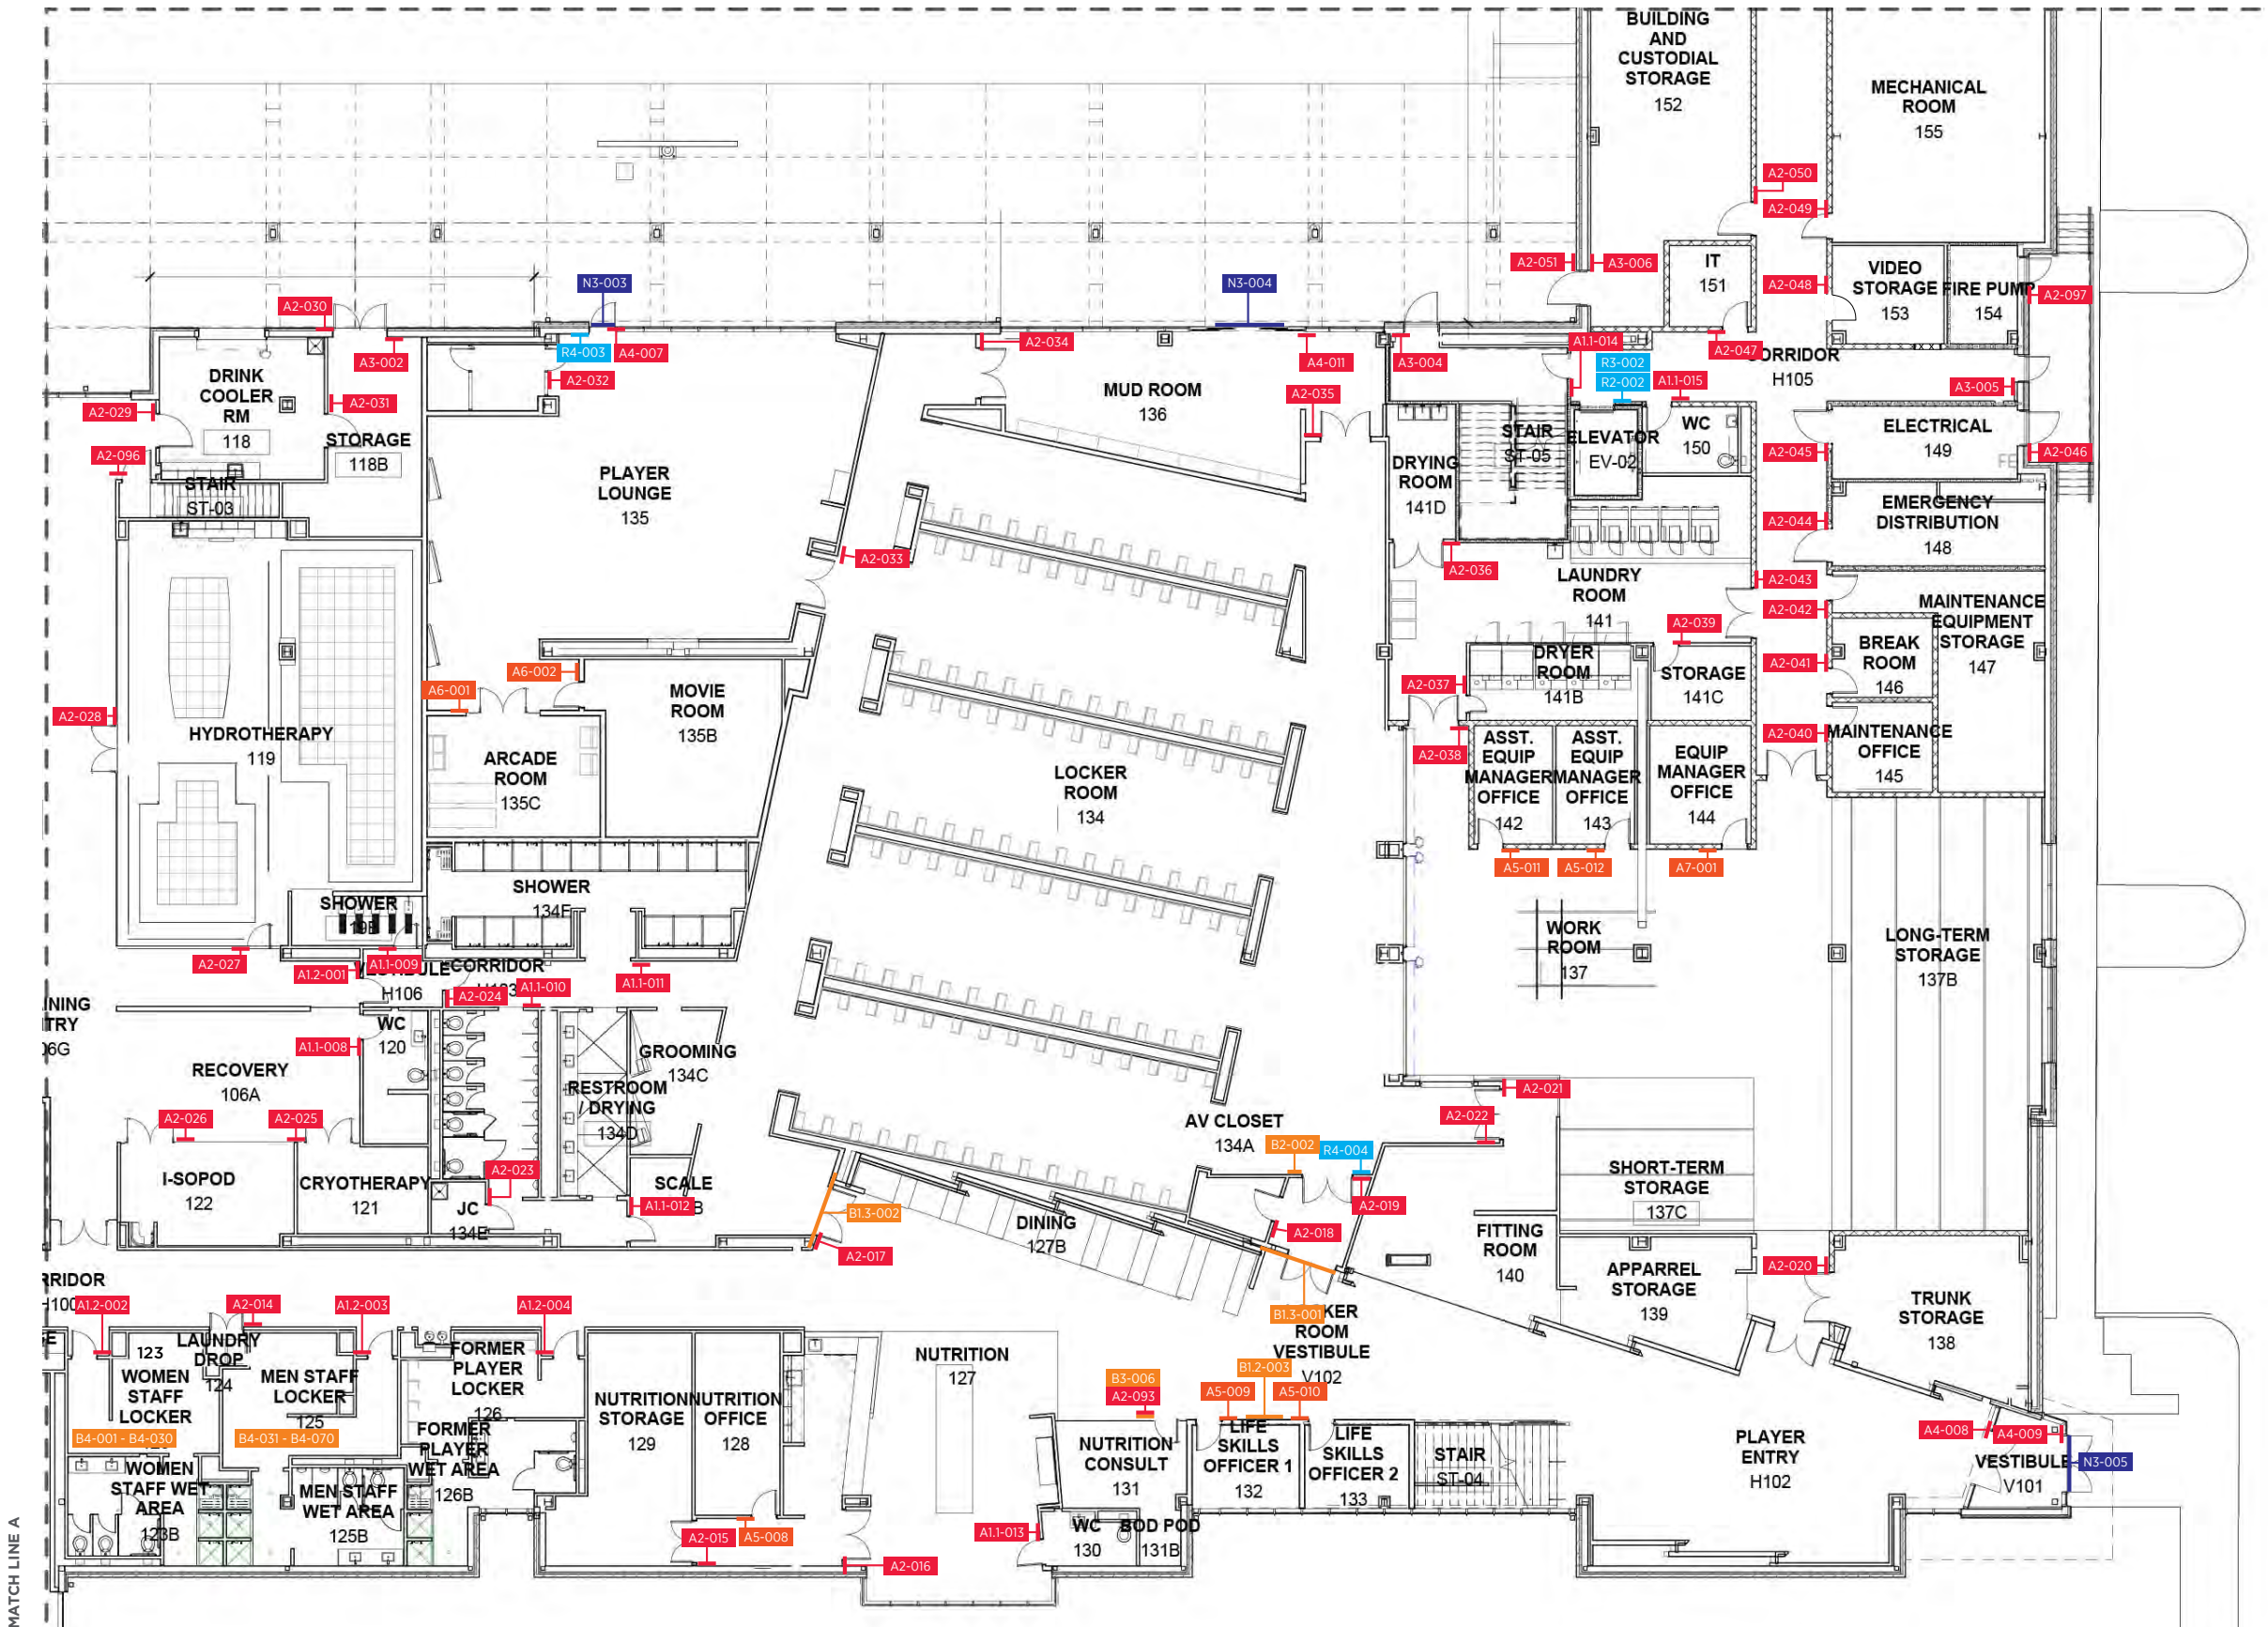 BUILDING
AND
CUSTODIAL
STORAGE
152
MECHANICAL
ROOM
155
A2-050
A2-049
A2-051
A3-006
IT
151
A2-048
VIDEO
STORAGE
153
FIRE PUMP
154
A2-097
N3-003
N3-004
A2-030
A3-002
R4-003
A4-007
A2-032
A2-034
A4-011
A3-004
A1.1-014
R3-002
R2-002
A2-047
CORRIDOR
H105
A1.1-015
A3-005
DRINK
COOLER
RM
118
A2-029
A2-031
STORAGE
118B
A2-096
STAIR
ST-03
PLAYER
LOUNGE
135
MUD ROOM
136
A2-035
DRYING
ROOM
141D
STAIR
ST-05
ELEVATOR
EV-02
WC
150
ELECTRICAL
149
FE
A2-045
A2-046
A2-044
EMERGENCY
DISTRIBUTION
148
A2-033
A2-036
LAUNDRY
ROOM
141
A2-043
A2-042
MAINTENANCE
EQUIPMENT
STORAGE
147
A2-039
A2-041
BREAK
ROOM
146
DRYER
ROOM
141B
STORAGE
141C
A2-037
A2-038
A2-040
MAINTENANCE
OFFICE
145
A6-002
A6-001
MOVIE
ROOM
135B
ARCADE
ROOM
135C
A2-028
HYDROTHERAPY
119
LOCKER
ROOM
134
ASST.
EQUIP
MANAGER
OFFICE
142
ASST.
EQUIP
MANAGER
OFFICE
143
EQUIP
MANAGER
OFFICE
144
A5-011
A5-012
A7-001
SHOWER
134F
SHOWER
119B
WORK
ROOM
137
LONG-TERM
STORAGE
137B
A2-027
A1.2-001
A1.1-009
VESTIBULE
H106
CORRIDOR
A2-024
A1.1-010
A1.1-011
WC
120
A1.1-008
RECOVERY
106A
GROOMING
134C
RESTROOM
/ DRYING
134D
A2-026
A2-025
I-SOPOD
122
CRYOTHERAPY
121
A2-023
JC
134E
SCALE
A1.1-012
AV CLOSET
134A
B2-002
R4-004
A2-022
A2-021
A2-019
A2-018
B1.3-002
A2-017
DINING
127B
SHORT-TERM
STORAGE
137C
FITTING
ROOM
140
APPARREL
STORAGE
139
A2-020
TRUNK
STORAGE
138
A1.2-002
A2-014
A1.2-003
A1.2-004
B1.3-001
ROOM
VESTIBULE
V102
123
WOMEN
STAFF
LOCKER
LAUNDRY
DROP
124
MEN STAFF
LOCKER
125
FORMER
PLAYER
LOCKER
126
NUTRITION
STORAGE
129
NUTRITION
OFFICE
128
NUTRITION
127
B4-001 - B4-030
B4-031 - B4-070
FORMER
PLAYER
WET AREA
126B
WOMEN
STAFF WET
AREA
123B
MEN STAFF
WET AREA
125B
B3-006
A2-093
A5-009
B1.2-003
A5-010
NUTRITION
CONSULT
131
LIFE
SKILLS
OFFICER 1
132
LIFE
SKILLS
OFFICER 2
133
STAIR
ST-04
PLAYER
ENTRY
H102
A4-008
A4-009
VESTIBULE
V101
N3-005
A2-015
A5-008
A2-016
A1.1-013
WC
130
BOD POD
131B
MATCH LINE A